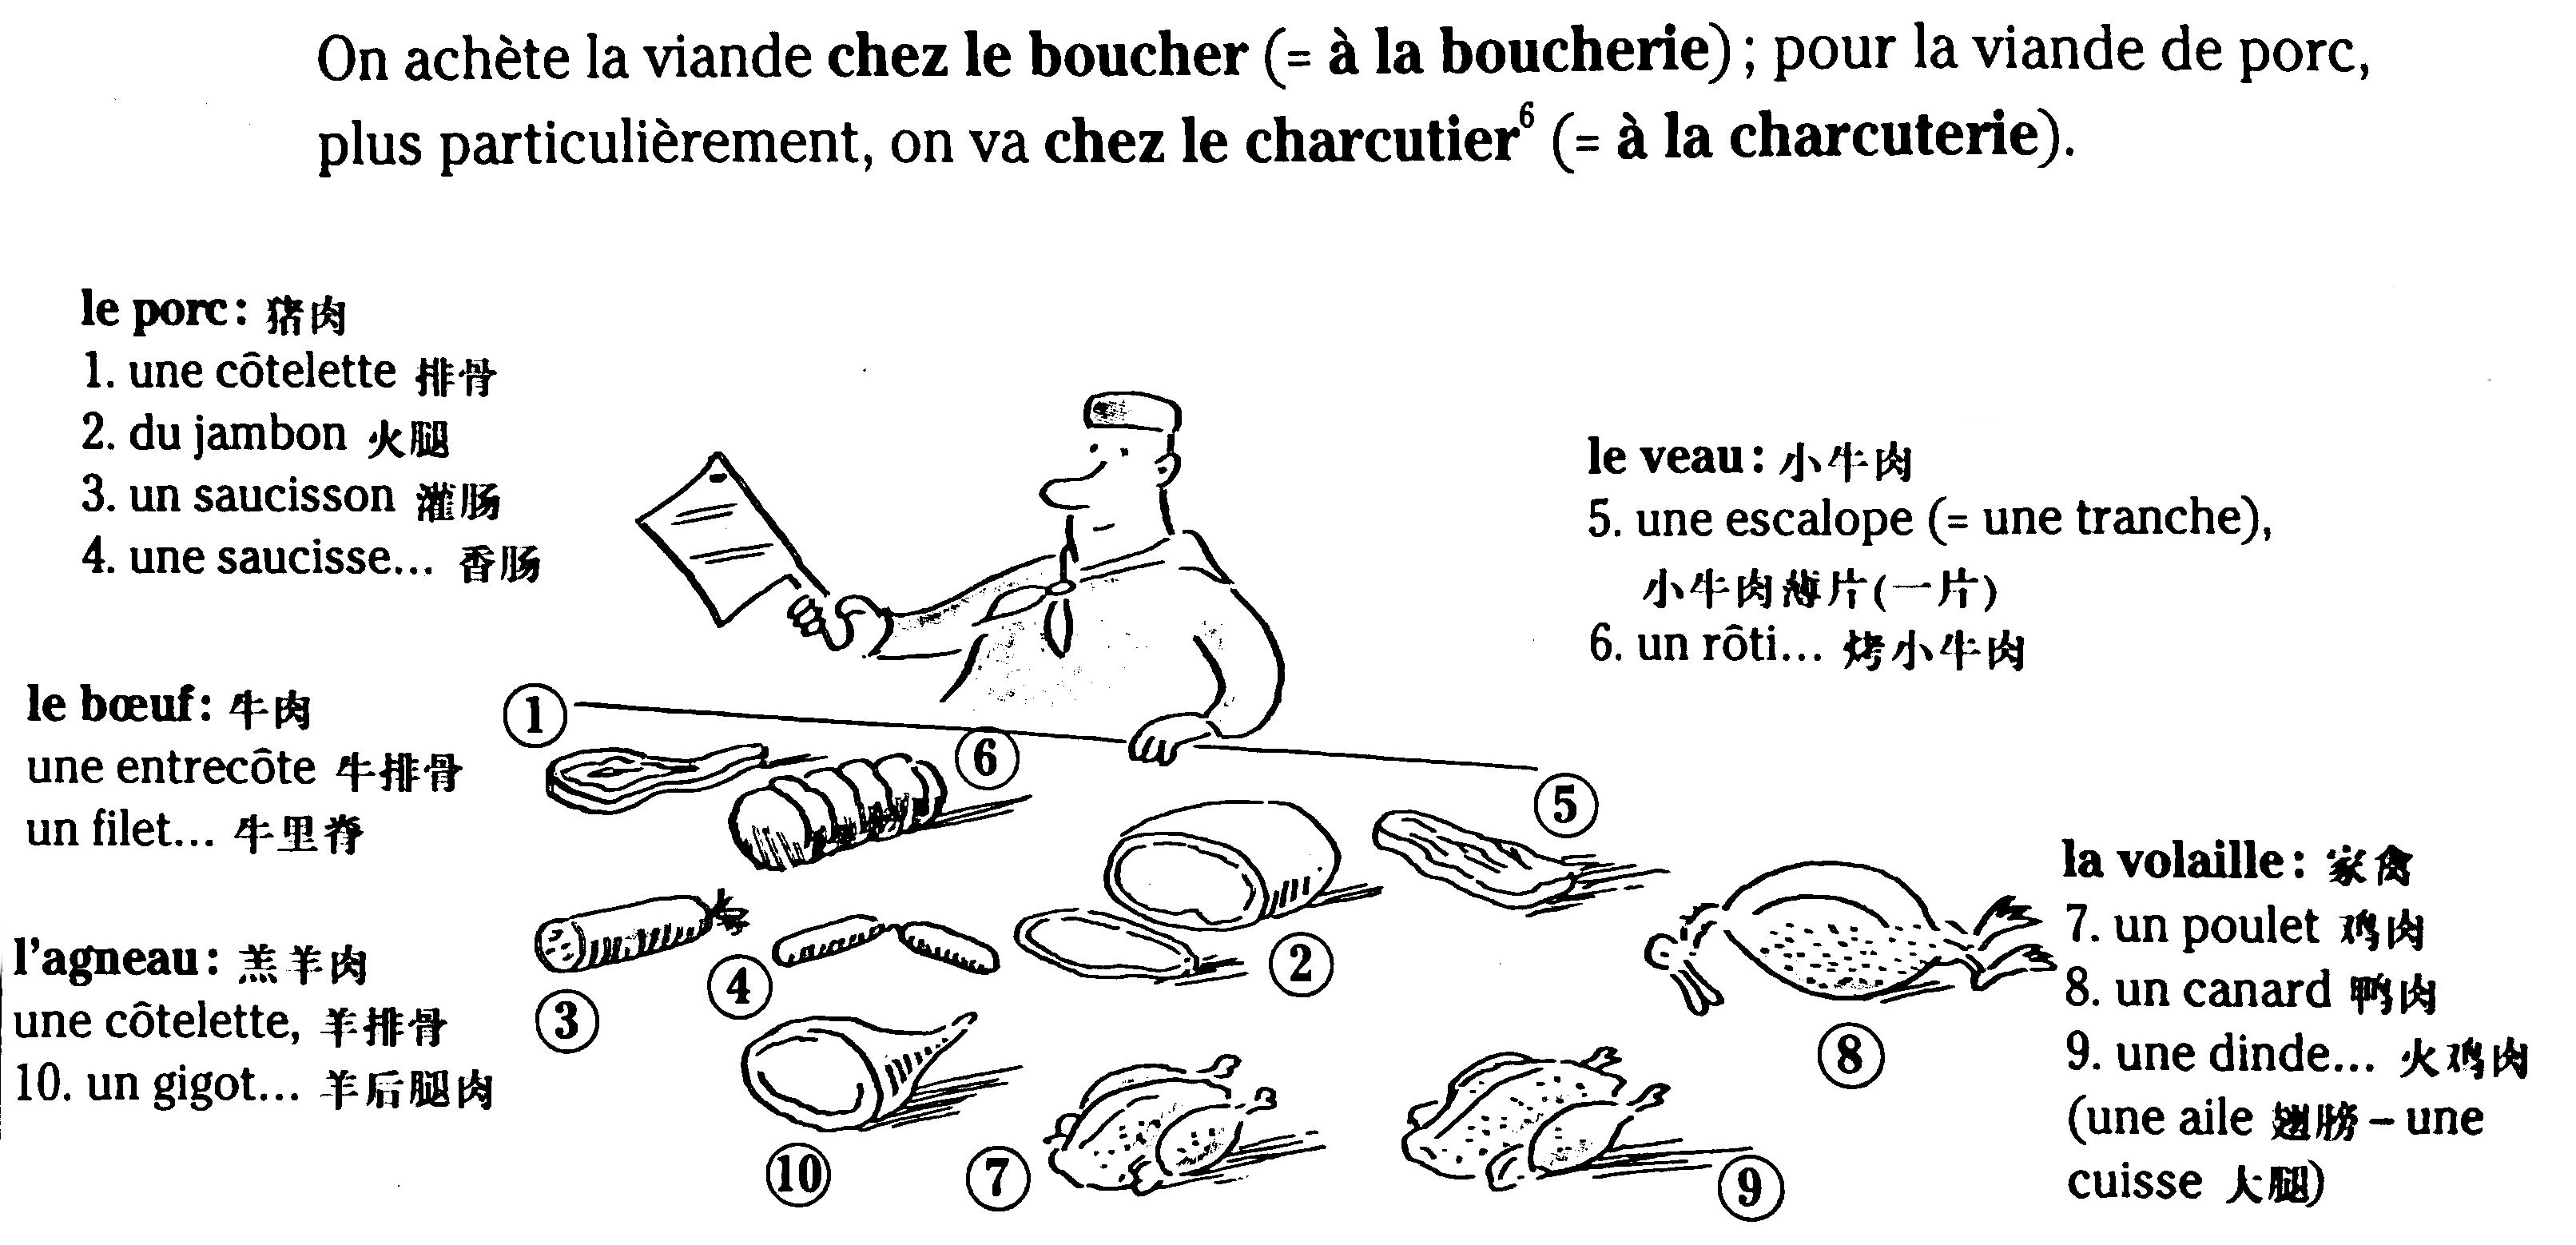 On achète la viande chez le boucher (= à la boucherie) ; pour la viande de porc,
plus particulièrement, on va chez le charcutier⁶ (= à la charcuterie).
le porc : 猪肉
1. une côtelette 排骨
2. du jambon 火腿
3. un saucisson 灌肠
4. une saucisse... 香肠
le bœuf : 牛肉
une entrecôte 牛排骨
un filet... 牛里脊
l'agneau : 羔羊肉
une côtelette, 羊排骨
10. un gigot... 羊后腿肉
le veau : 小牛肉
5. une escalope (= une tranche),
小牛肉薄片(一片)
6. un rôti... 烤小牛肉
la volaille : 家禽
7. un poulet 鸡肉
8. un canard 鸭肉
9. une dinde... 火鸡肉
(une aile 翅膀 – une
cuisse 大腿)
1
6
5
2
4
3
8
10
7
9